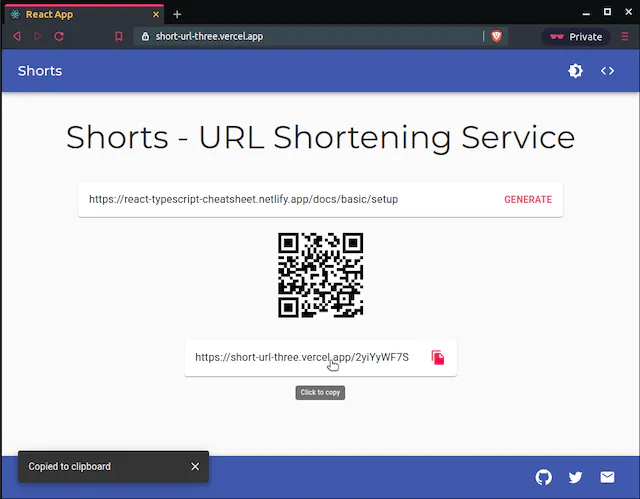 React App
short-url-three.vercel.app
Private
Shorts
Shorts - URL Shortening Service
https://react-typescript-cheatsheet.netlify.app/docs/basic/setup
GENERATE
https://short-url-three.vercel.app/2yiYyWF7S
Click to copy
Copied to clipboard